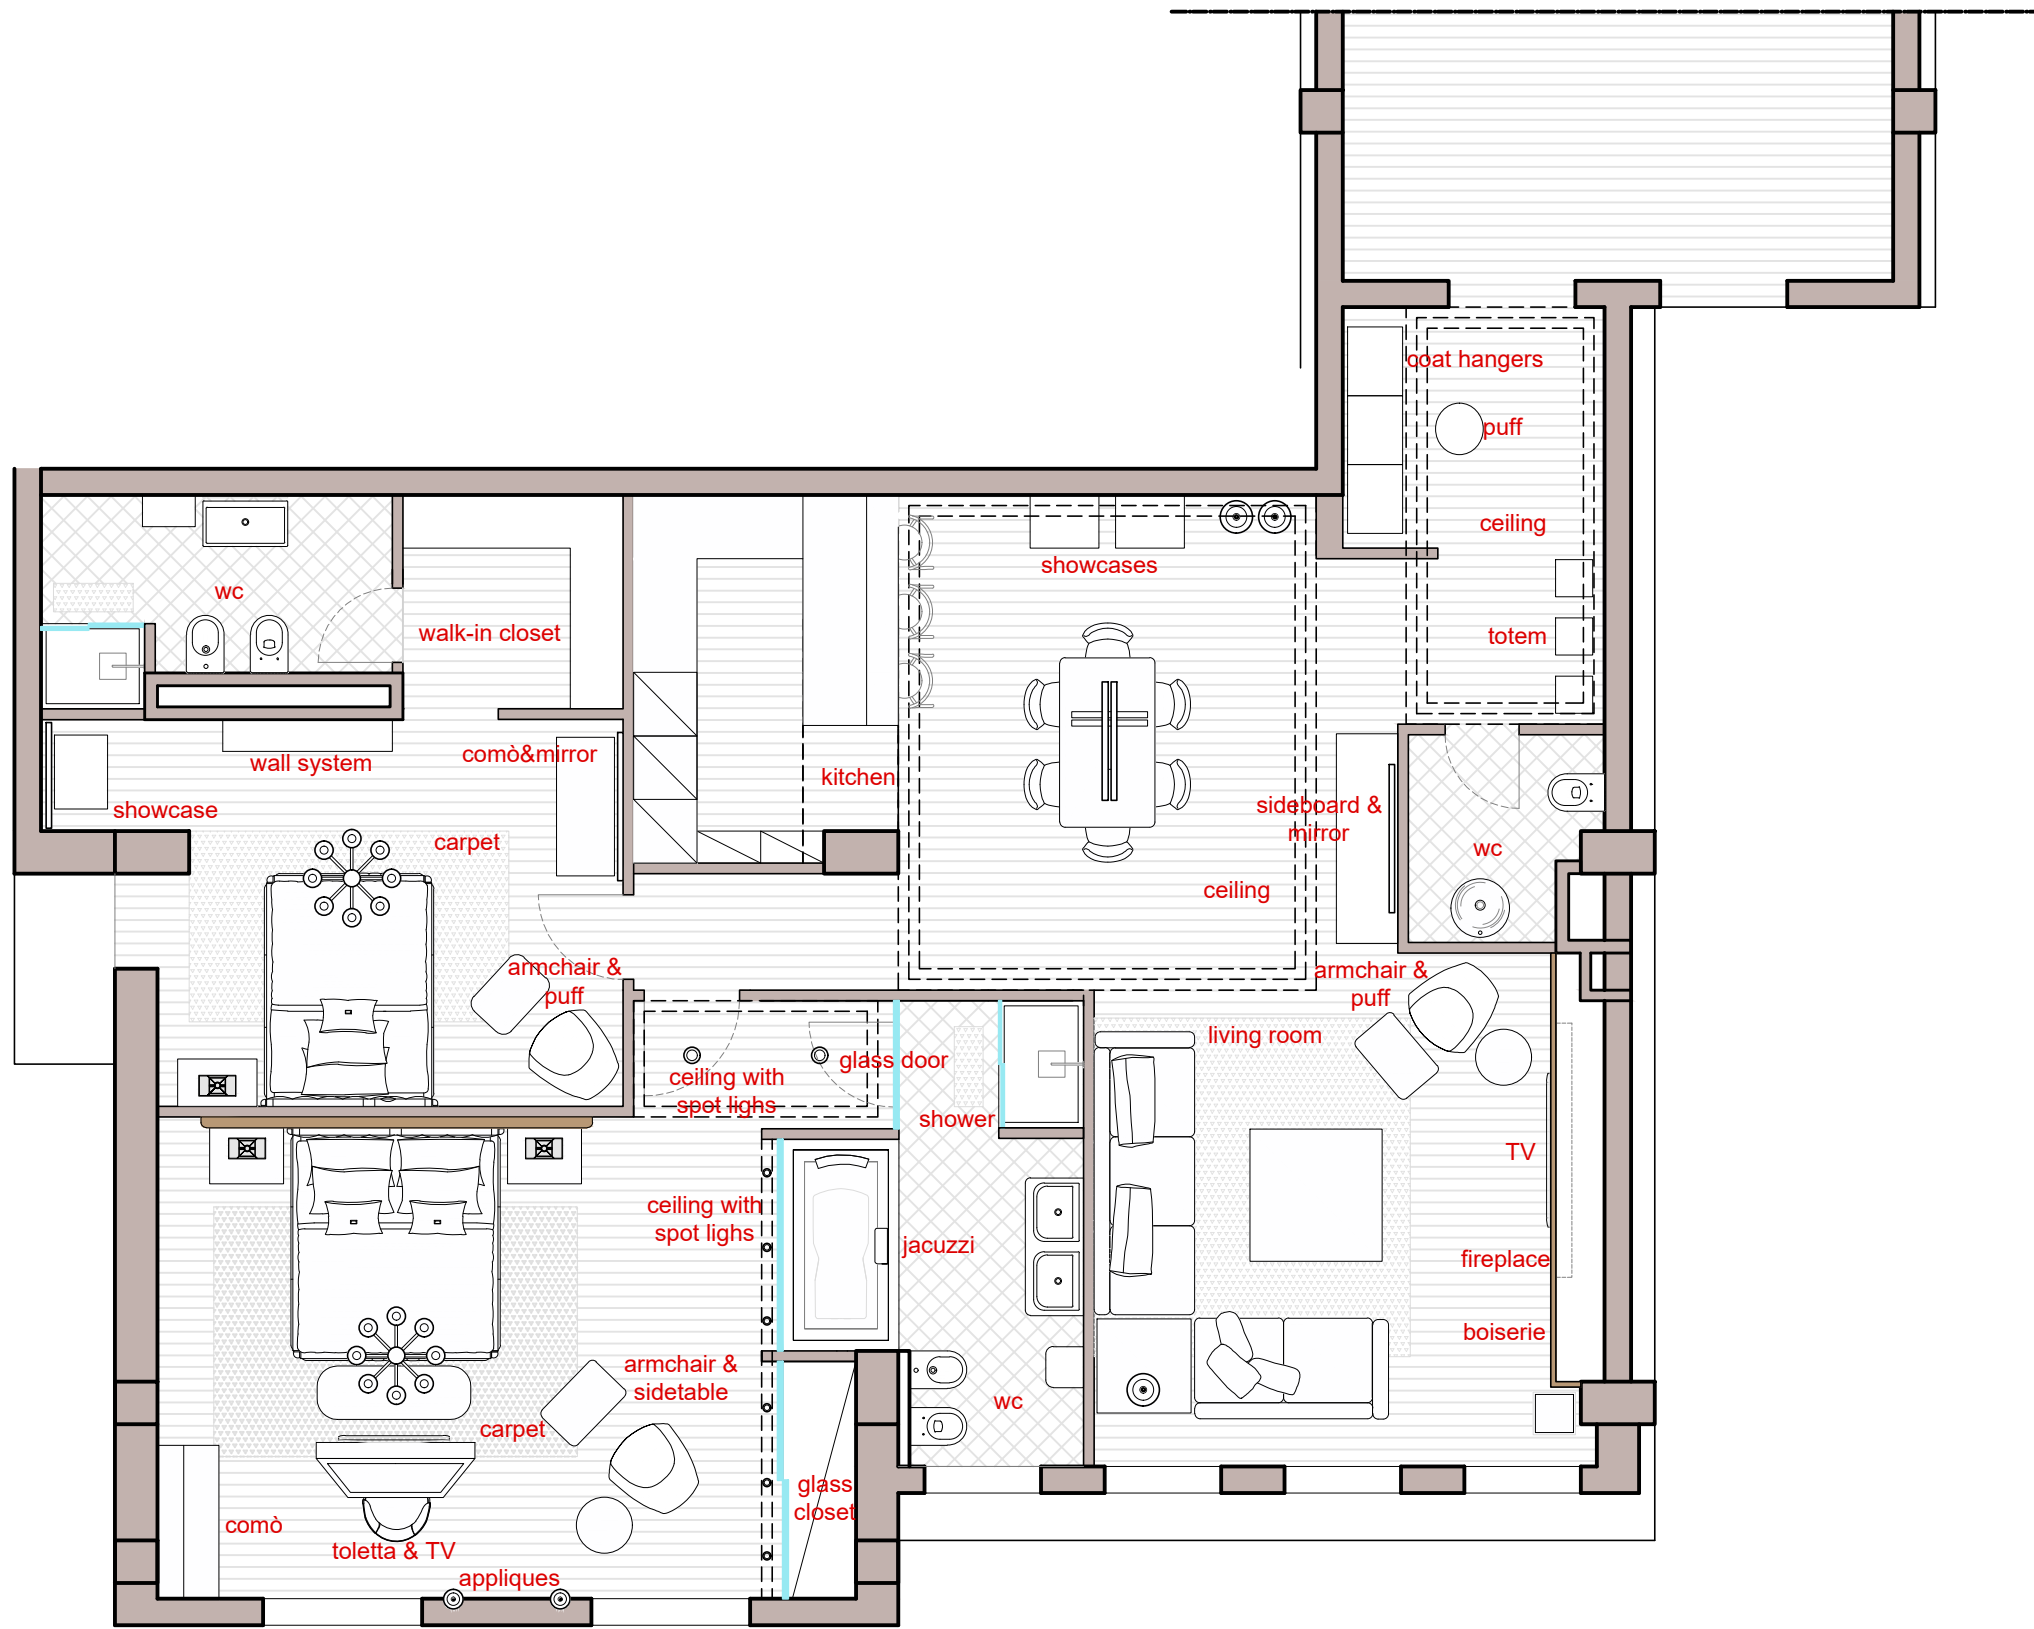 coat hangers
puff
ceiling
showcases
wc
walk-in closet
totem
comò&mirror
wall system
kitchen
showcase
sideboard &
mirror
carpet
wc
ceiling
armchair &
puff
armchair &
puff
living room
glass door
ceiling with
spot lighs
shower
TV
ceiling with
spot lighs
jacuzzi
fireplace
boiserie
armchair &
sidetable
wc
carpet
glass
closet
comò
toletta & TV
appliques